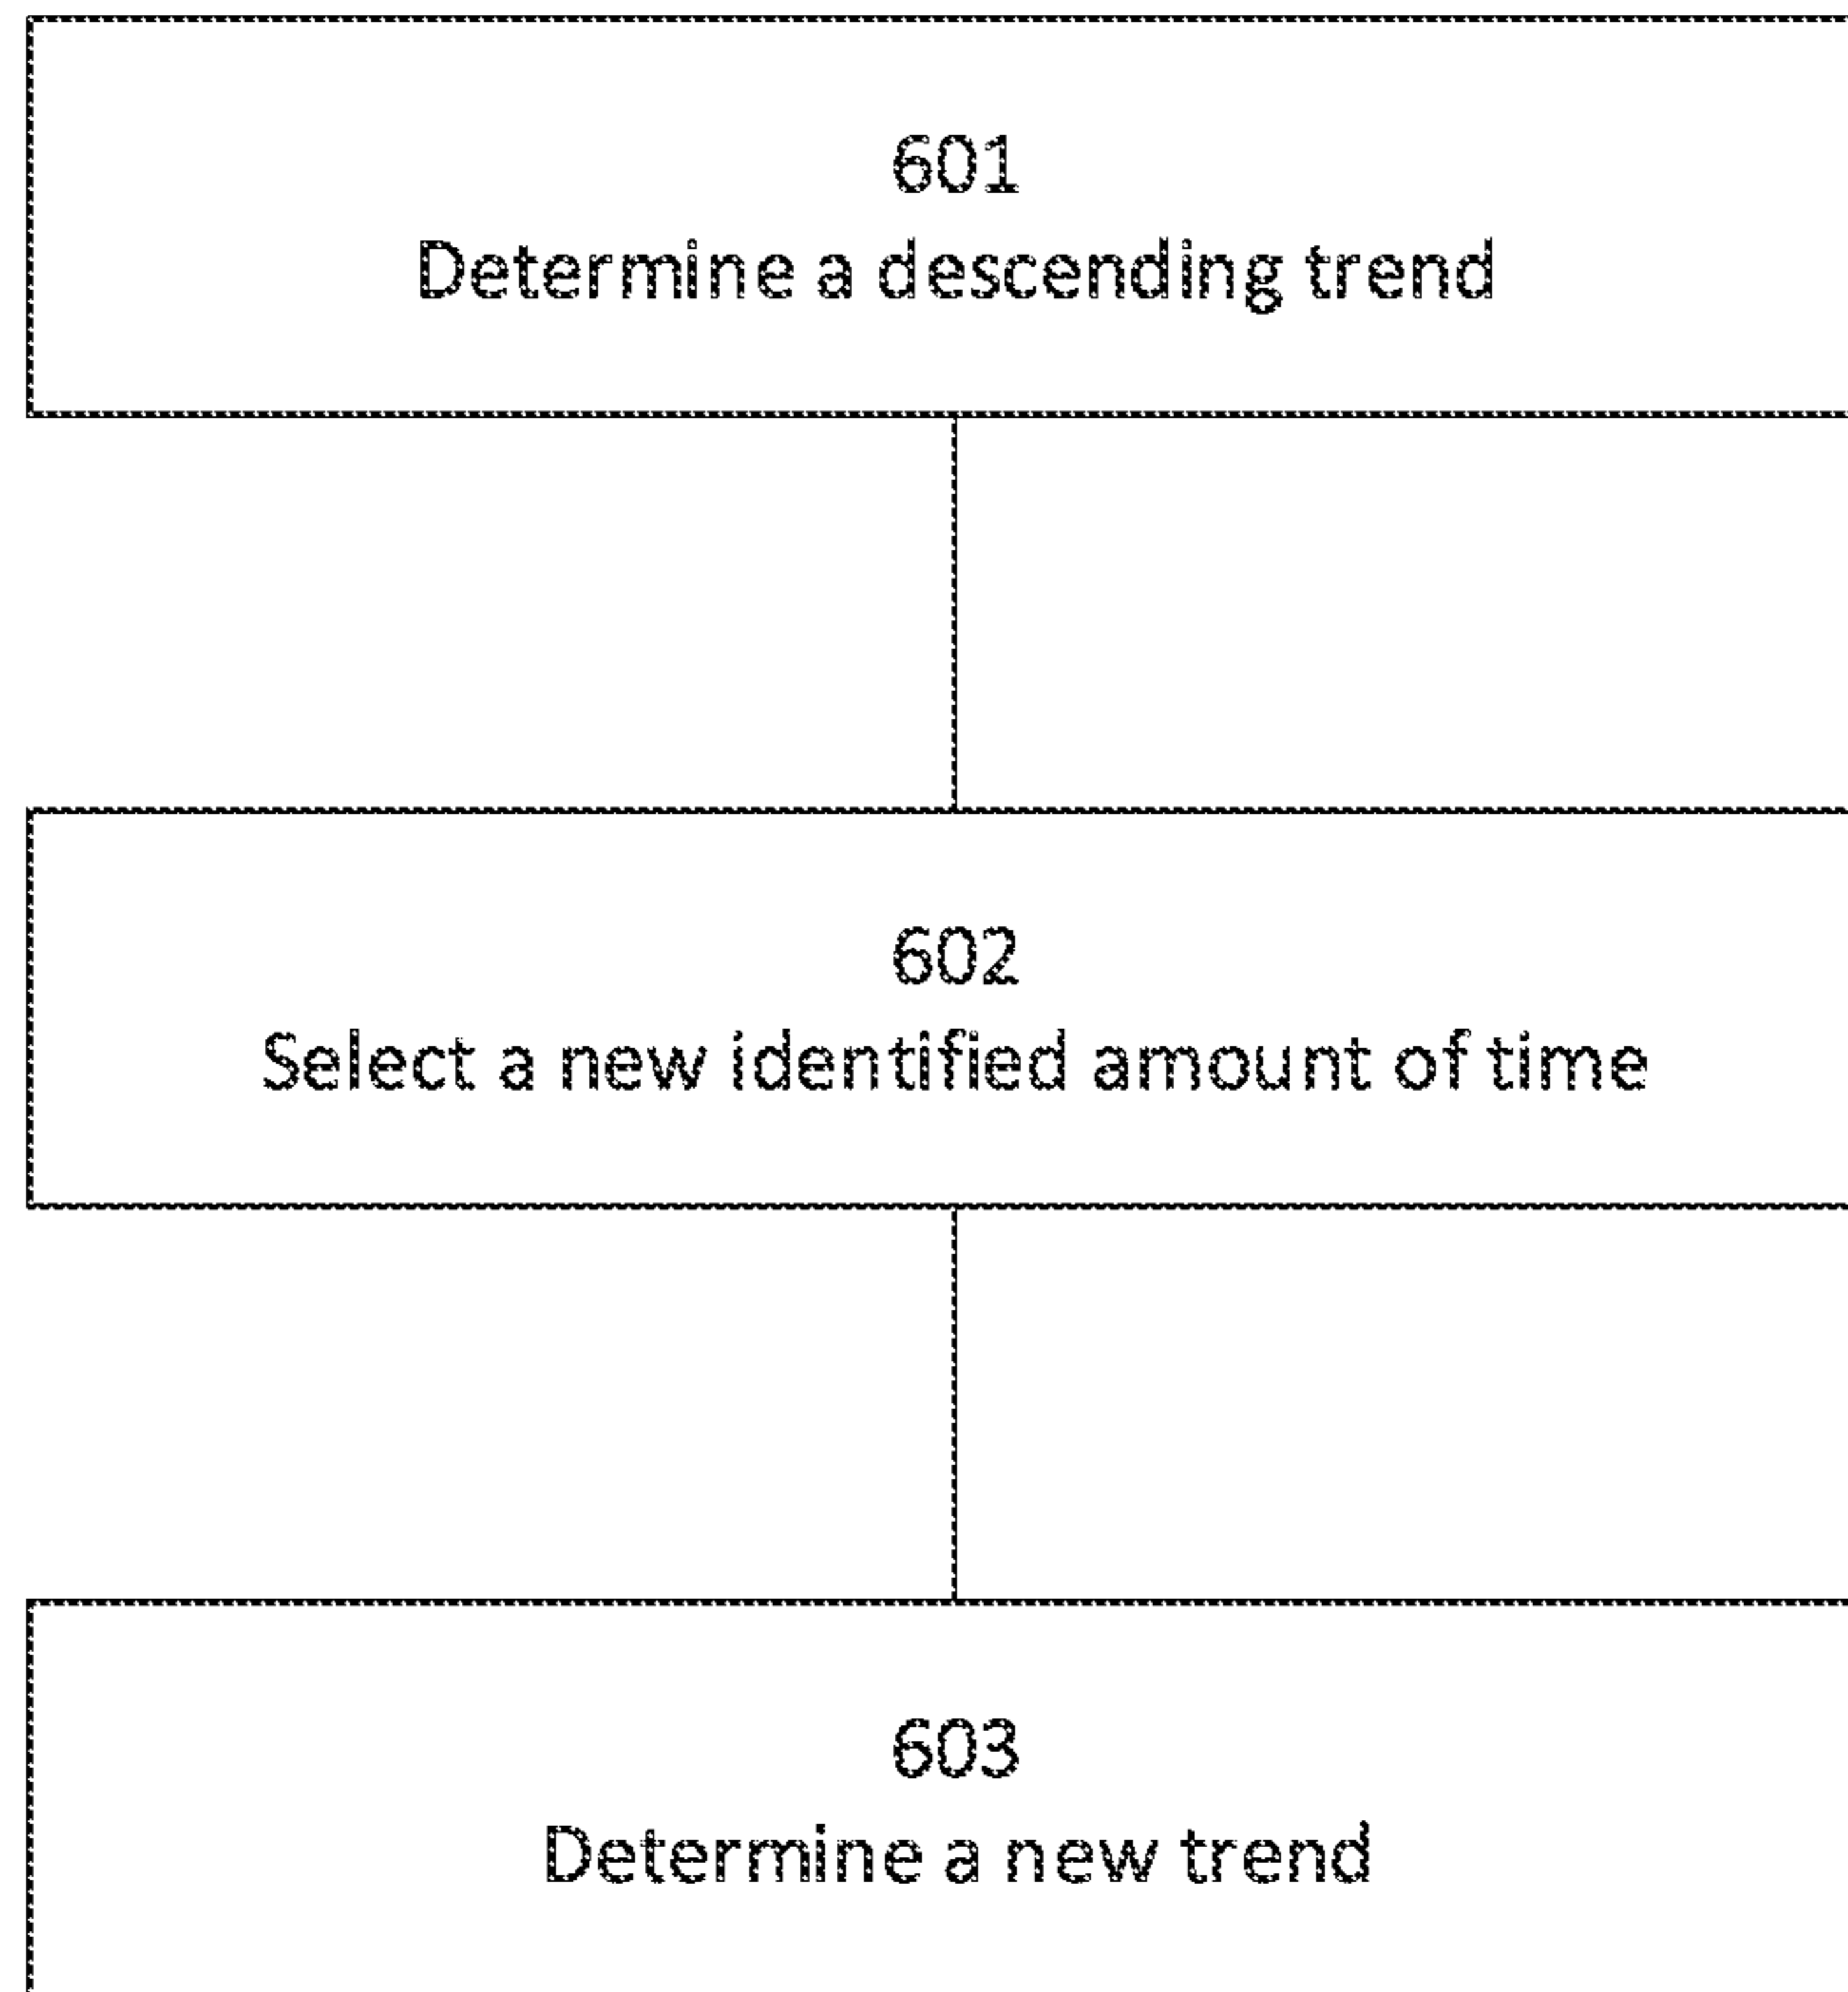 601
Determine a descending trend
602
Select a new identified amount of time
603
Determine a new trend